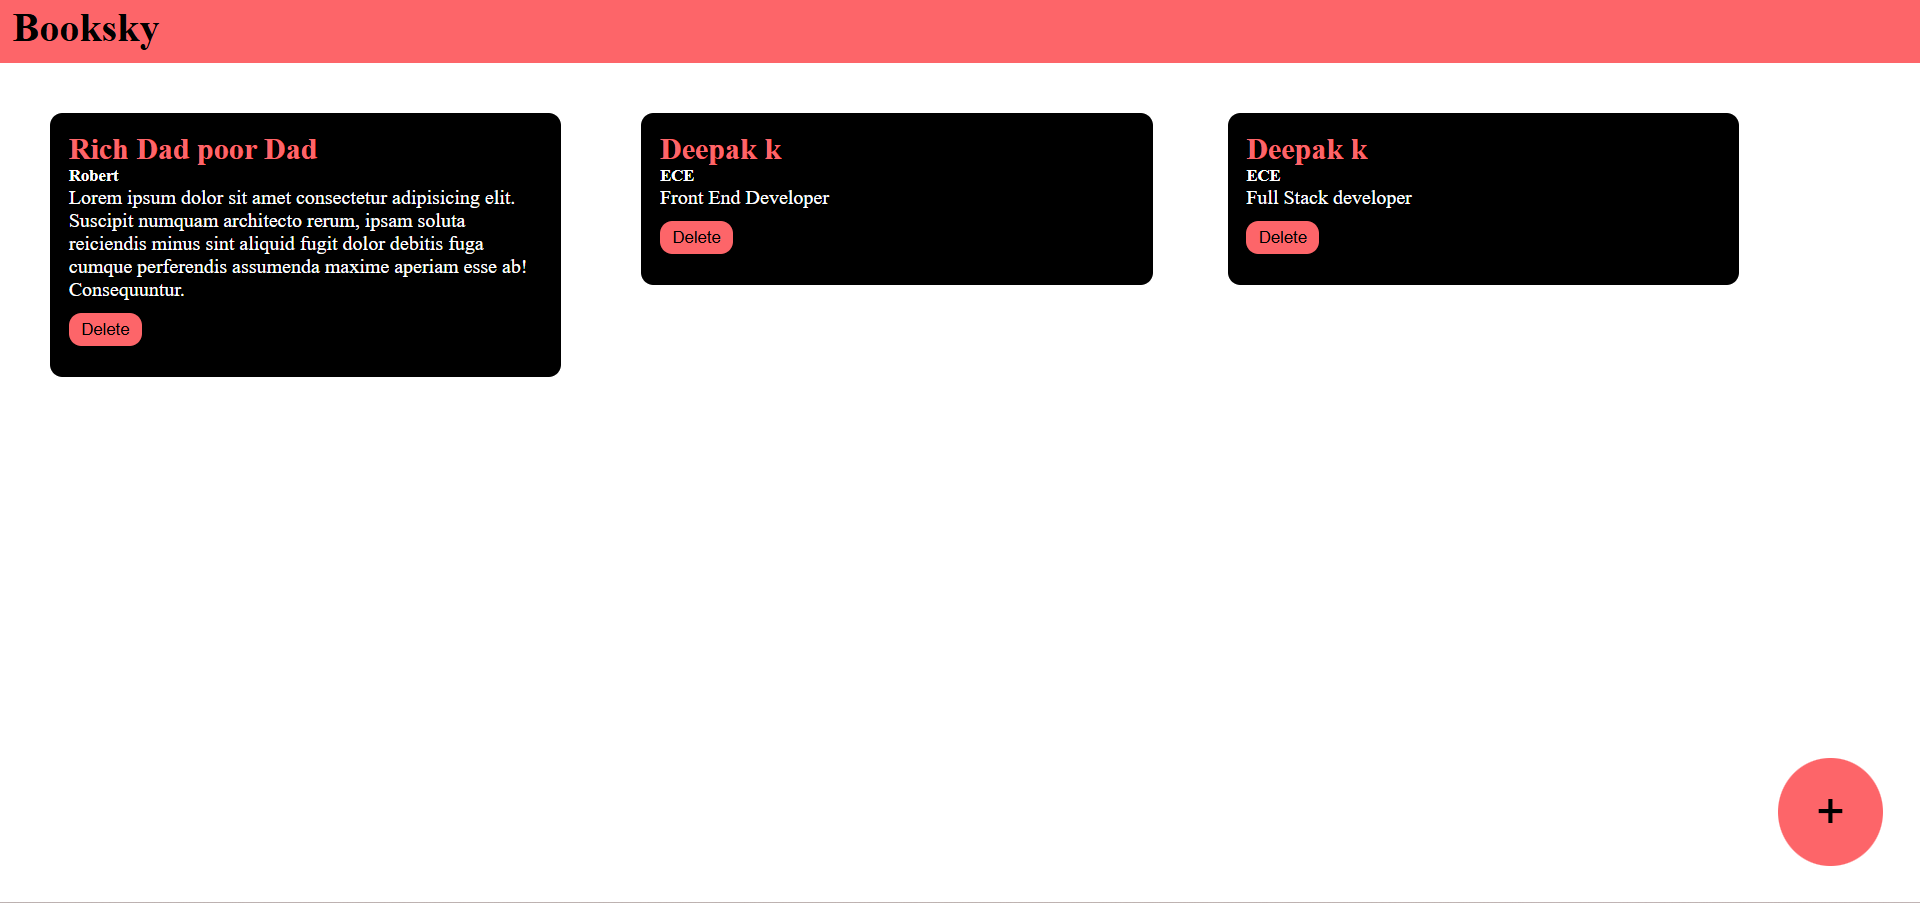 Booksky
Rich Dad poor Dad
Robert
Lorem ipsum dolor sit amet consectetur adipisicing elit.
Suscipit numquam architecto rerum, ipsam soluta
reiciendis minus sint aliquid fugit dolor debitis fuga
cumque perferendis assumenda maxime aperiam esse ab!
Consequuntur.
Delete
Deepak k
ECE
Front End Developer
Delete
Deepak k
ECE
Full Stack developer
Delete
+